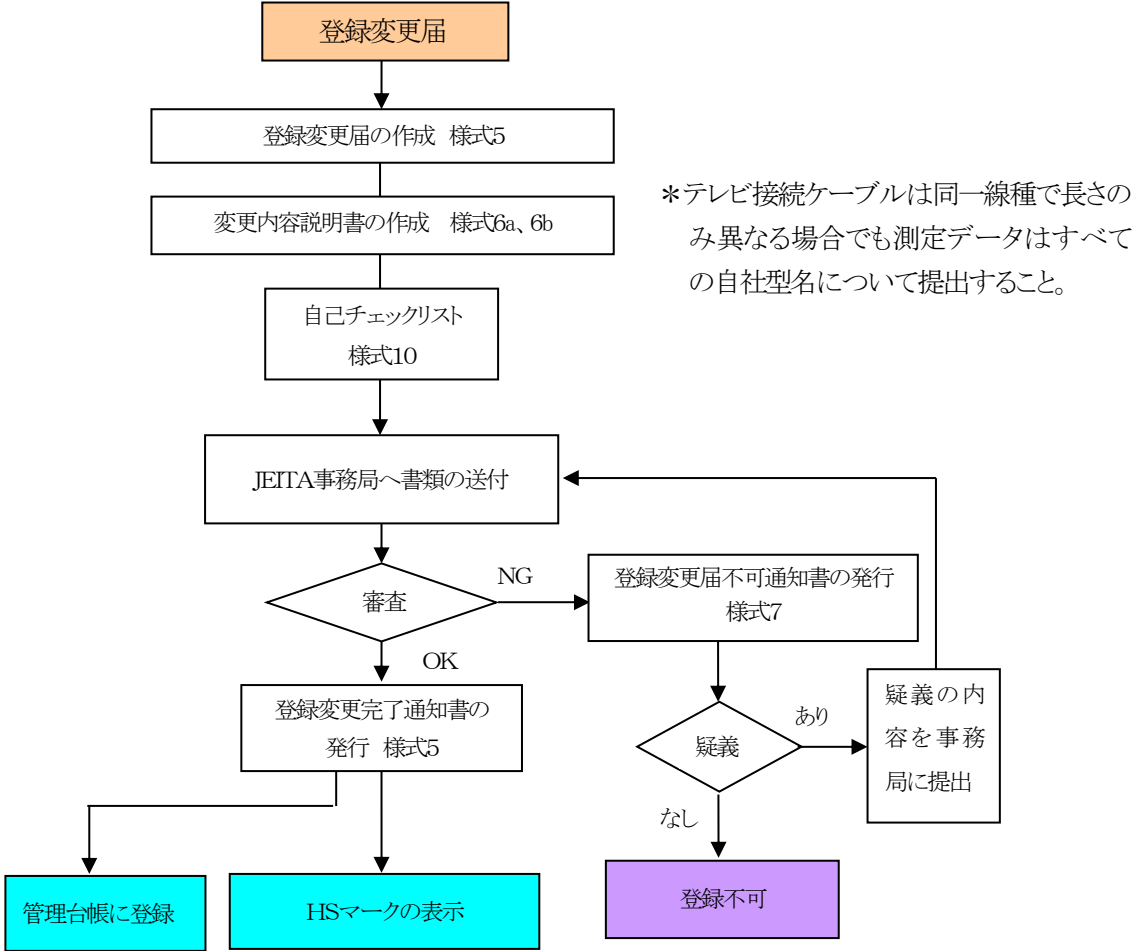 登録変更届
登録変更届の作成　様式5
変更内容説明書の作成　様式6a、6b
*テレビ接続ケーブルは同一線種で長さの
み異なる場合でも測定データはすべて
の自社型名について提出すること。
自己チェックリスト
様式10
JEITA事務局へ書類の送付
審査
NG
登録変更届不可通知書の発行
様式7
OK
登録変更完了通知書の
発行　様式5
疑義
あり
疑義の内
容を事務
局に提出
なし
管理台帳に登録
HSマークの表示
登録不可